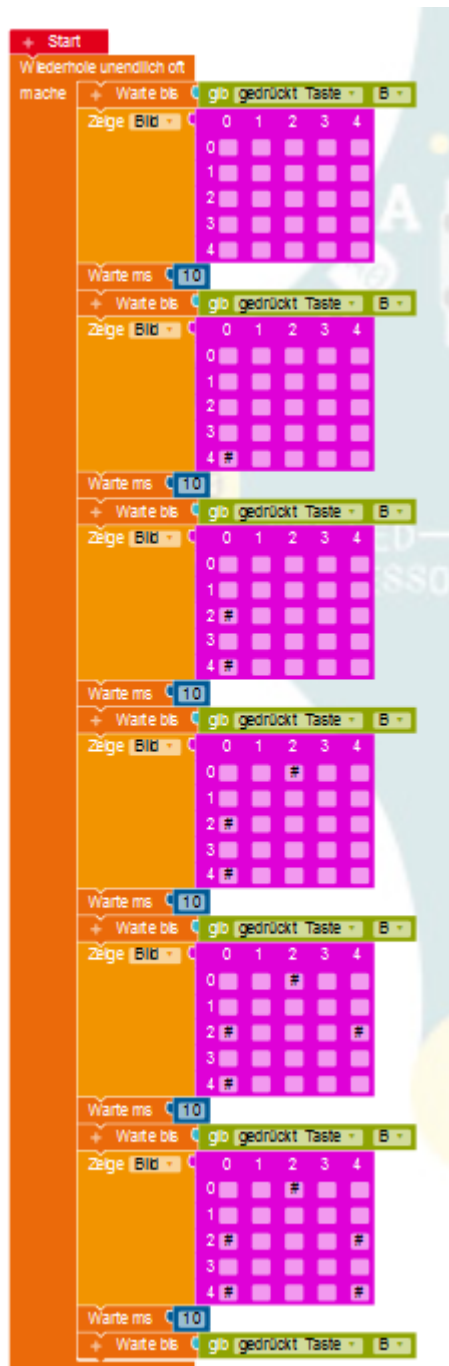 + Start
Wiederhole unendlich oft
mache + Warte bis gib gedrückt Taste B
Zeige Bild 0 1 2 3 4
0
1
2
3
4
Warte ms 10
+ Warte bis gib gedrückt Taste B
Zeige Bild 0 1 2 3 4
0
1
2
3
4 #
Warte ms 10
+ Warte bis gib gedrückt Taste B
Zeige Bild 0 1 2 3 4
0
1
2 #
3
4 #
Warte ms 10
+ Warte bis gib gedrückt Taste B
Zeige Bild 0 1 2 3 4
0 #
1
2 #
3
4 #
Warte ms 10
+ Warte bis gib gedrückt Taste B
Zeige Bild 0 1 2 3 4
0 #
1
2 # #
3
4 #
Warte ms 10
+ Warte bis gib gedrückt Taste B
Zeige Bild 0 1 2 3 4
0 #
1
2 # #
3
4 # #
Warte ms 10
+ Warte bis gib gedrückt Taste B
A